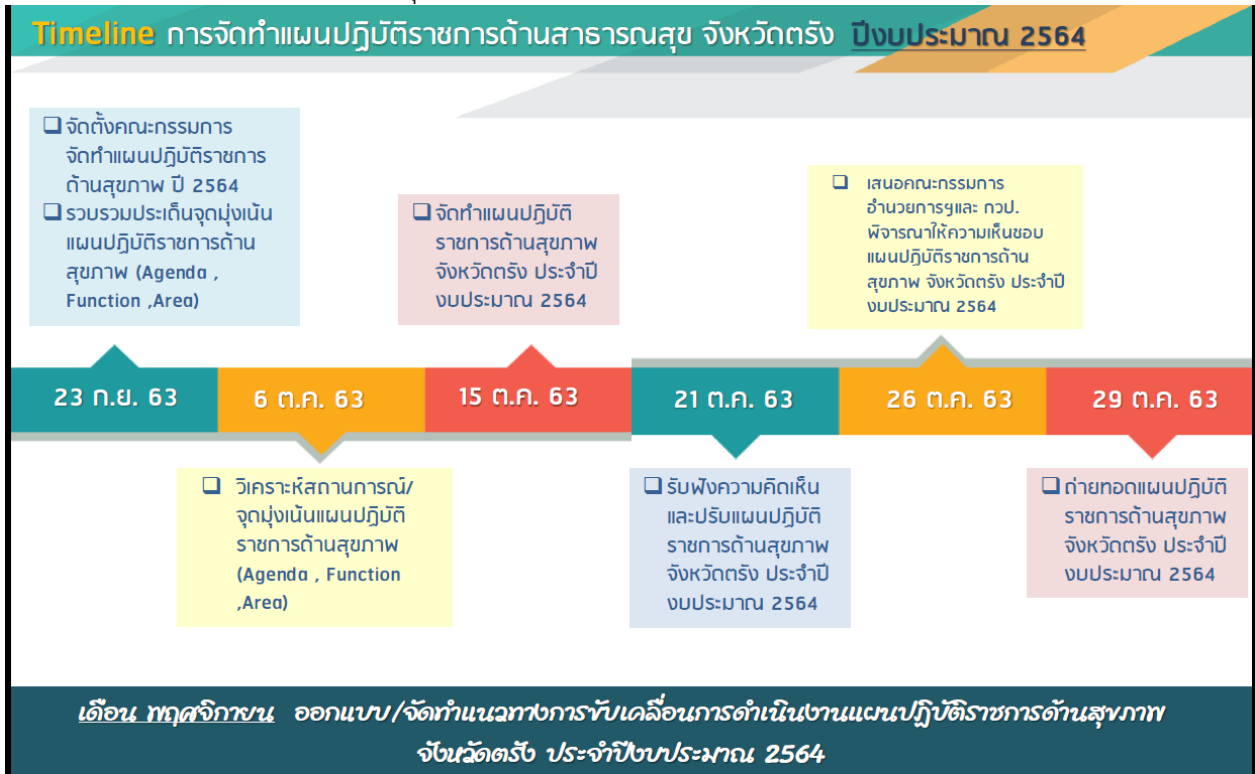 Timeline การจัดทำแผนปฏิบัติราชการด้านสาธารณสุข จังหวัดตรัง ปีงบประมาณ 2564
❑ จัดตั้งคณะกรรมการ
จัดทำแผนปฏิบัติราชการ
ด้านสุขภาพ ปี 2564
❑ รวบรวมประเด็นจุดมุ่งเน้น
แผนปฏิบัติราชการด้าน
สุขภาพ (Agenda ,
Function ,Area)
❑ จัดทำแผนปฏิบัติ
ราชการด้านสุขภาพ
จังหวัดตรัง ประจำปี
งบประมาณ 2564
❑ เสนอคณะกรรมการ
อำนวยการฯและ กวป.
พิจารณาให้ความเห็นชอบ
แผนปฏิบัติราชการด้าน
สุขภาพ จังหวัดตรัง ประจำปี
งบประมาณ 2564
23 ก.ย. 63
6 ต.ค. 63
15 ต.ค. 63
21 ต.ค. 63
26 ต.ค. 63
29 ต.ค. 63
❑ วิเคราะห์สถานการณ์/
จุดมุ่งเน้นแผนปฏิบัติ
ราชการด้านสุขภาพ
(Agenda , Function
,Area)
❑ รับฟังความคิดเห็น
และปรับแผนปฏิบัติ
ราชการด้านสุขภาพ
จังหวัดตรัง ประจำปี
งบประมาณ 2564
❑ ถ่ายทอดแผนปฏิบัติ
ราชการด้านสุขภาพ
จังหวัดตรัง ประจำปี
งบประมาณ 2564
เดือน พฤศจิกายน ออกแบบ/จัดทำแนวทางการขับเคลื่อนการดำเนินงานแผนปฏิบัติราชการด้านสุขภาพ
จังหวัดตรัง ประจำปีงบประมาณ 2564